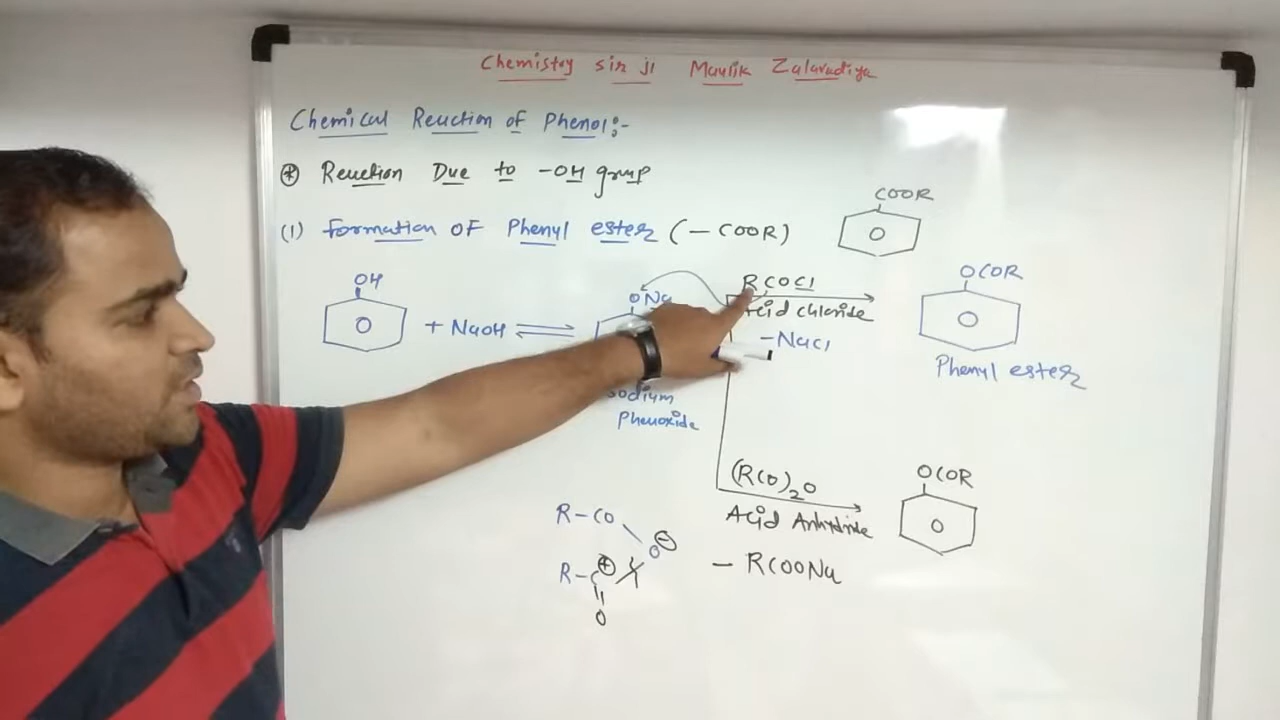 Chemistry sir ji Maulik Zalavadiya
Chemical Reaction of Phenol:-
* Reaction Due to -OH group
(1) Formation OF Phenyl ester (-COOR)
COOR
OH
+ NaOH
ONa
Sodium
Phenoxide
RCOCl
Acid chloride
-NaCl
OCOR
Phenyl ester
(RCO)2O
Acid Anhydride
- RCOONa
OCOR
R-CO
O⊖
R-C⊕
O